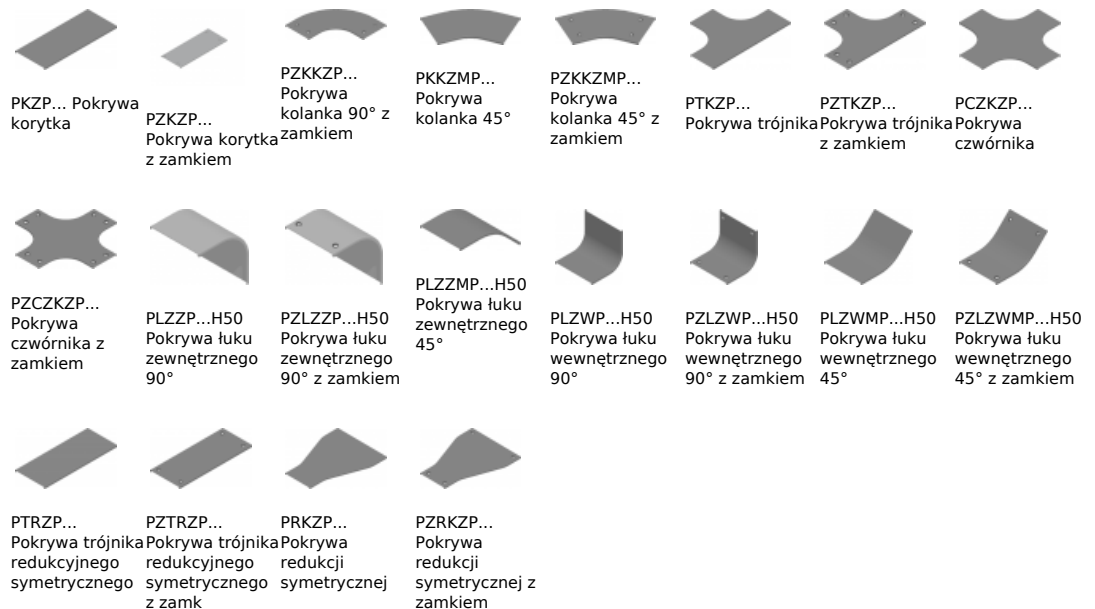 PKZP... Pokrywa
korytka
PZKZP...
Pokrywa korytka
z zamkiem
PZKKZP...
Pokrywa
kolanka 90° z
zamkiem
PKKZMP...
Pokrywa
kolanka 45°
PZKKZMP...
Pokrywa
kolanka 45° z
zamkiem
PTKZP...
Pokrywa trójnika
PZTKZP...
Pokrywa trójnika
z zamkiem
PCZKZP...
Pokrywa
czwórnika
PZCZKZP...
Pokrywa
czwórnika z
zamkiem
PLZZP...H50
Pokrywa łuku
zewnętrznego
90°
PZLZZP...H50
Pokrywa łuku
zewnętrznego
90° z zamkiem
PLZZMP...H50
Pokrywa łuku
zewnętrznego
45°
PLZWP...H50
Pokrywa łuku
wewnętrznego
90°
PZLZWP...H50
Pokrywa łuku
wewnętrznego
90° z zamkiem
PLZWMP...H50
Pokrywa łuku
wewnętrznego
45°
PZLZWMP...H50
Pokrywa łuku
wewnętrznego
45° z zamkiem
PTRZP...
Pokrywa trójnika
redukcyjnego
symetrycznego
PZTRZP...
Pokrywa trójnika
redukcyjnego
symetrycznego
z zamk
PRKZP...
Pokrywa
redukcji
symetrycznej
PZRKZP...
Pokrywa
redukcji
symetrycznej z
zamkiem